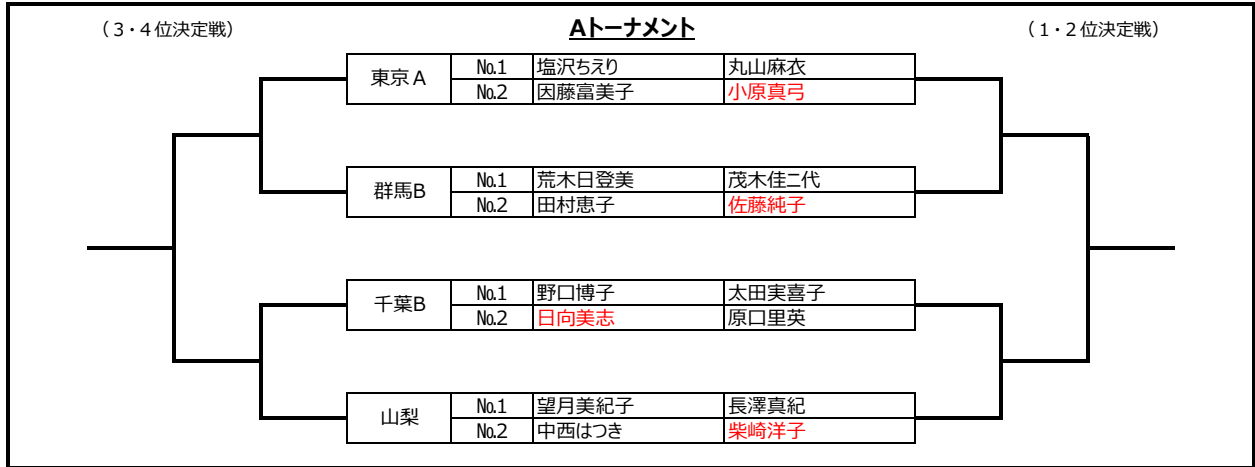 （3・4位決定戦） Aトーナメント （1・2位決定戦）
東京A №1 塩沢ちえり 丸山麻衣
№2 因藤富美子 小原真弓
群馬B №1 荒木日登美 茂木佳二代
№2 田村恵子 佐藤純子
千葉B №1 野口博子 太田実喜子
№2 日向美志 原口里英
山梨 №1 望月美紀子 長澤真紀
№2 中西はつき 柴崎洋子